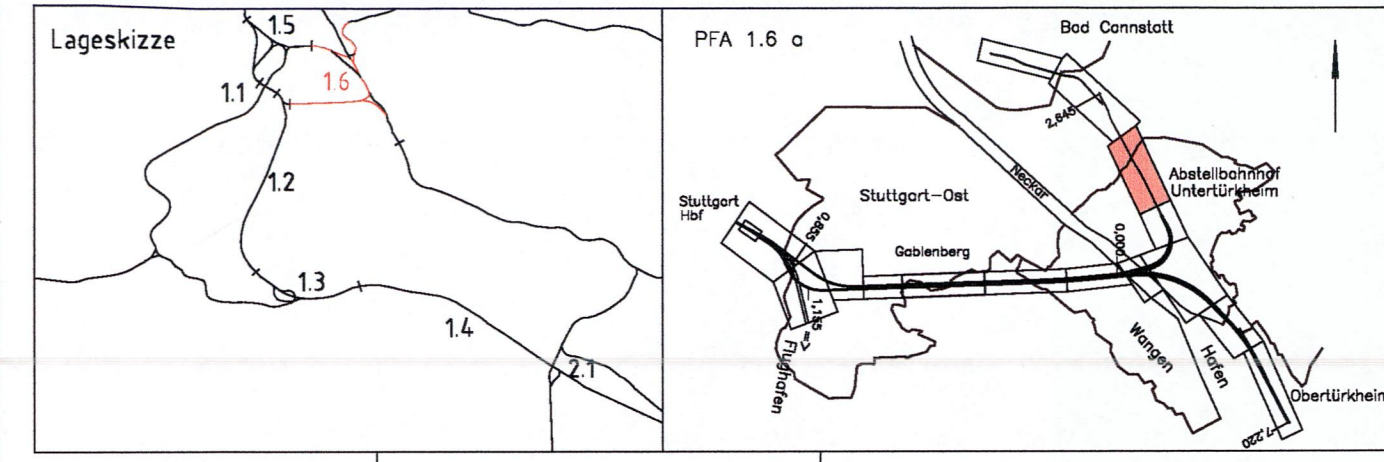 Lageskizze
1.5
1.1
1.6
1.2
1.3
1.4
2.1
PFA 1.6 a
Bad Cannstatt
2,645
Neckar
Abstellbahnhof
Untertürkheim
Stuttgart
Hbf
Stuttgart-Ost
0,855
Gablenberg
0,000
1,155 =>
Flughafen
Wangen
Hafen
Obertürkheim
7,220